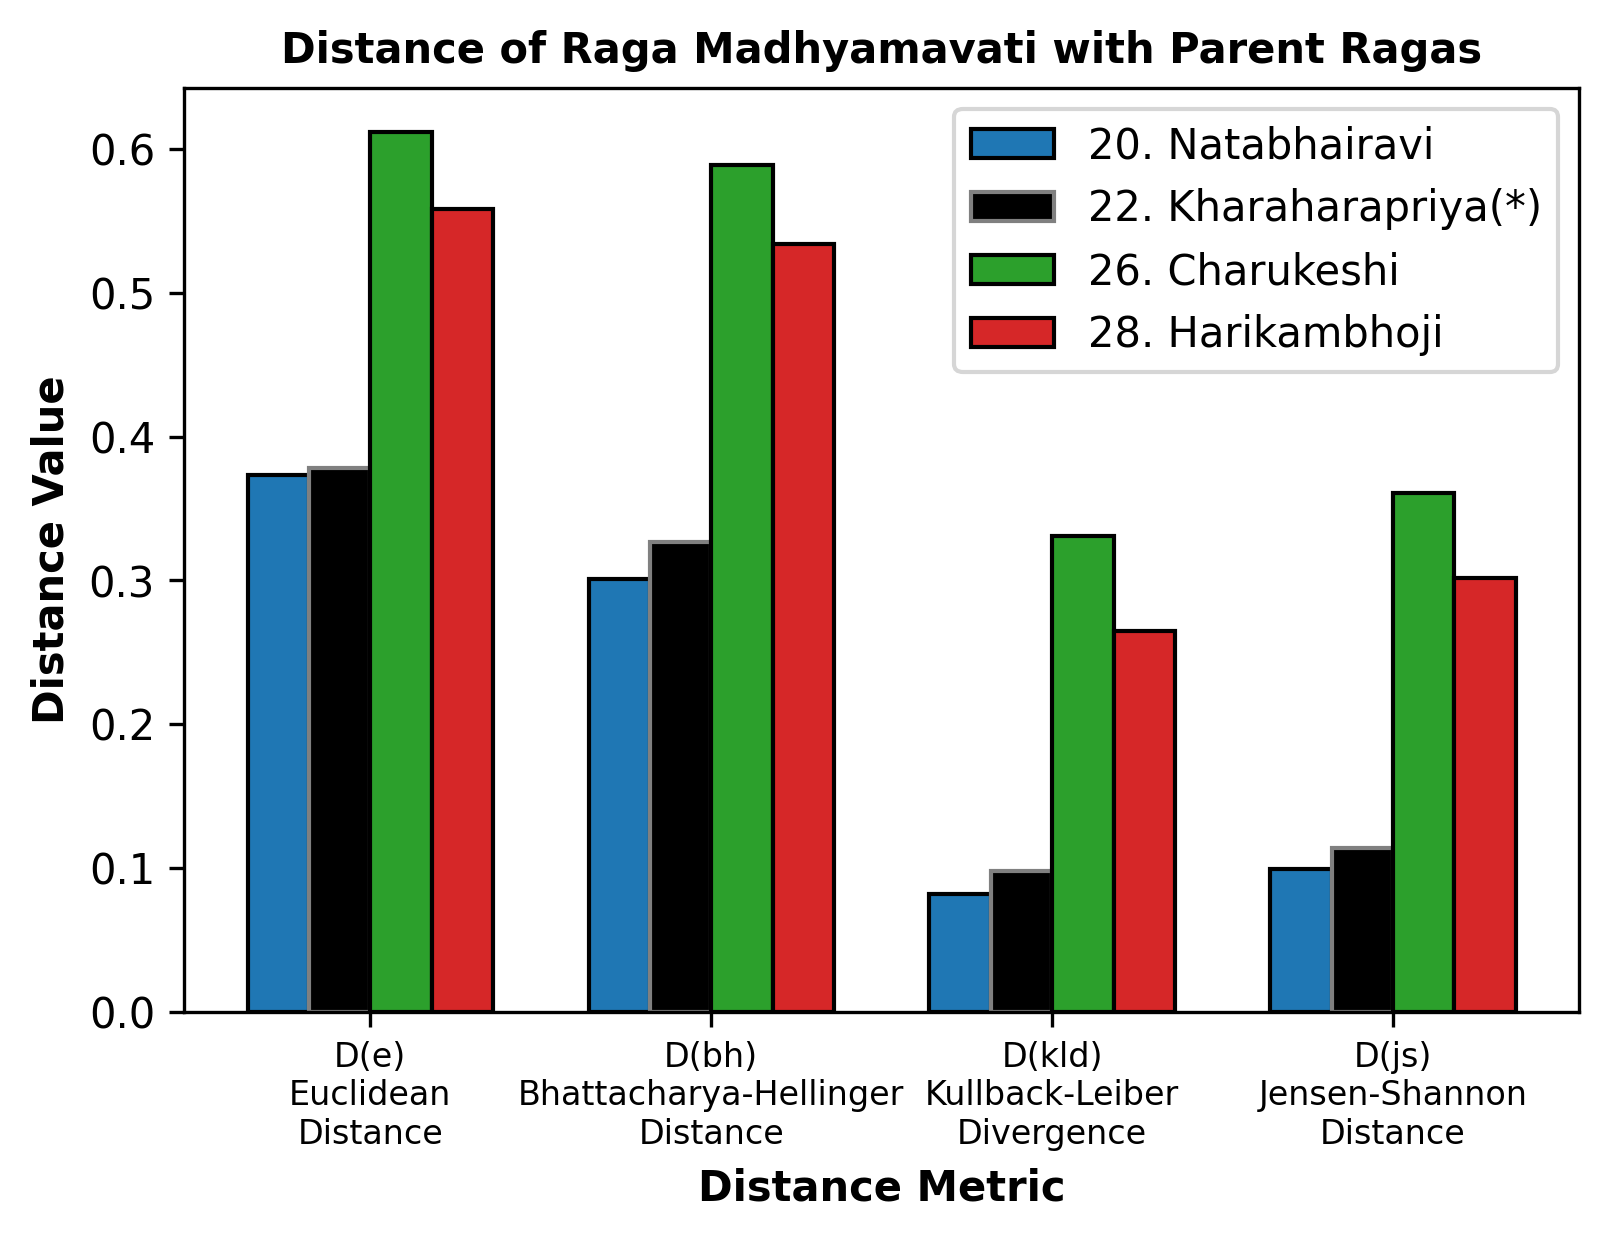 Distance of Raga Madhyamavati with Parent Ragas
20. Natabhairavi
22. Kharaharapriya(*)
26. Charukeshi
28. Harikambhoji
Distance Value
0.6
0.5
0.4
0.3
0.2
0.1
0.0
D(e)
Euclidean
Distance
D(bh)
Bhattacharya-Hellinger
Distance
D(kld)
Kullback-Leiber
Divergence
D(js)
Jensen-Shannon
Distance
Distance Metric